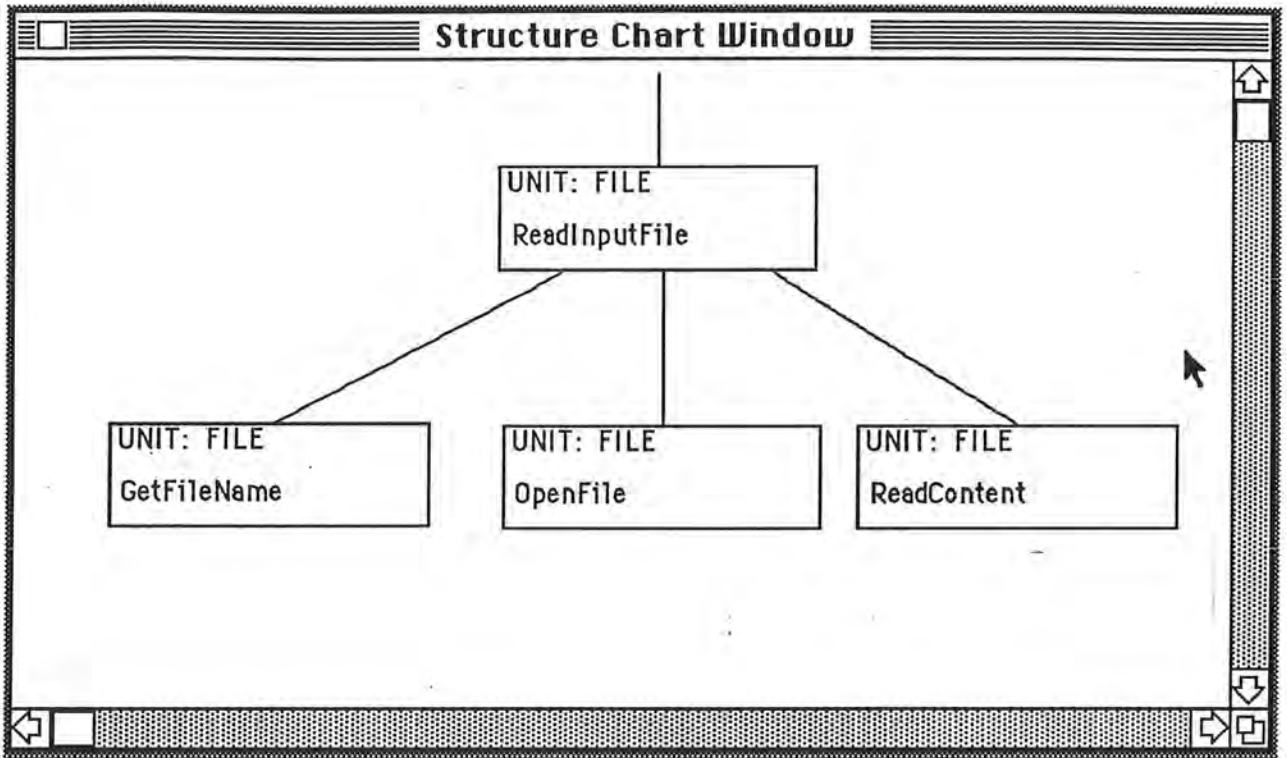 Structure Chart Window
UNIT: FILE
ReadInputFile
UNIT: FILE
GetFileName
UNIT: FILE
OpenFile
UNIT: FILE
ReadContent